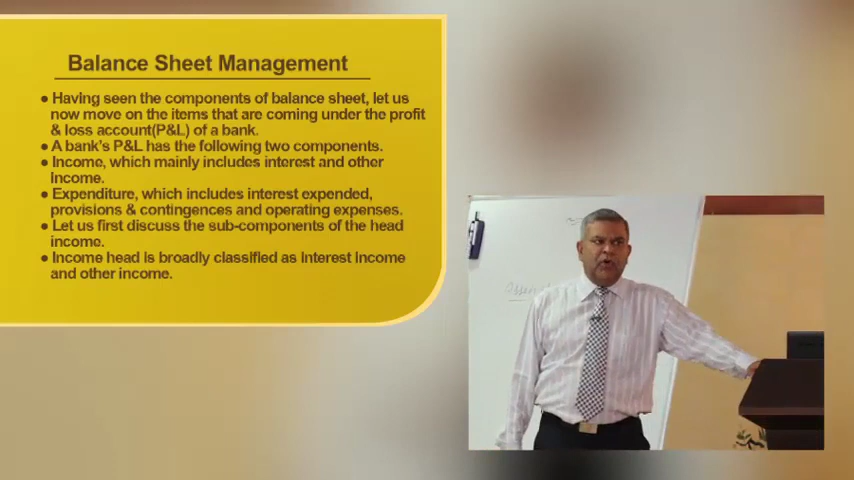 Balance Sheet Management
● Having seen the components of balance sheet, let us
now move on the items that are coming under the profit
& loss account(P&L) of a bank.
● A bank's P&L has the following two components.
● Income, which mainly includes interest and other
Income.
● Expenditure, which includes interest expended,
provisions & contingences and operating expenses.
● Let us first discuss the sub-components of the head
income.
● Income head is broadly classified as Interest Income
and other income.